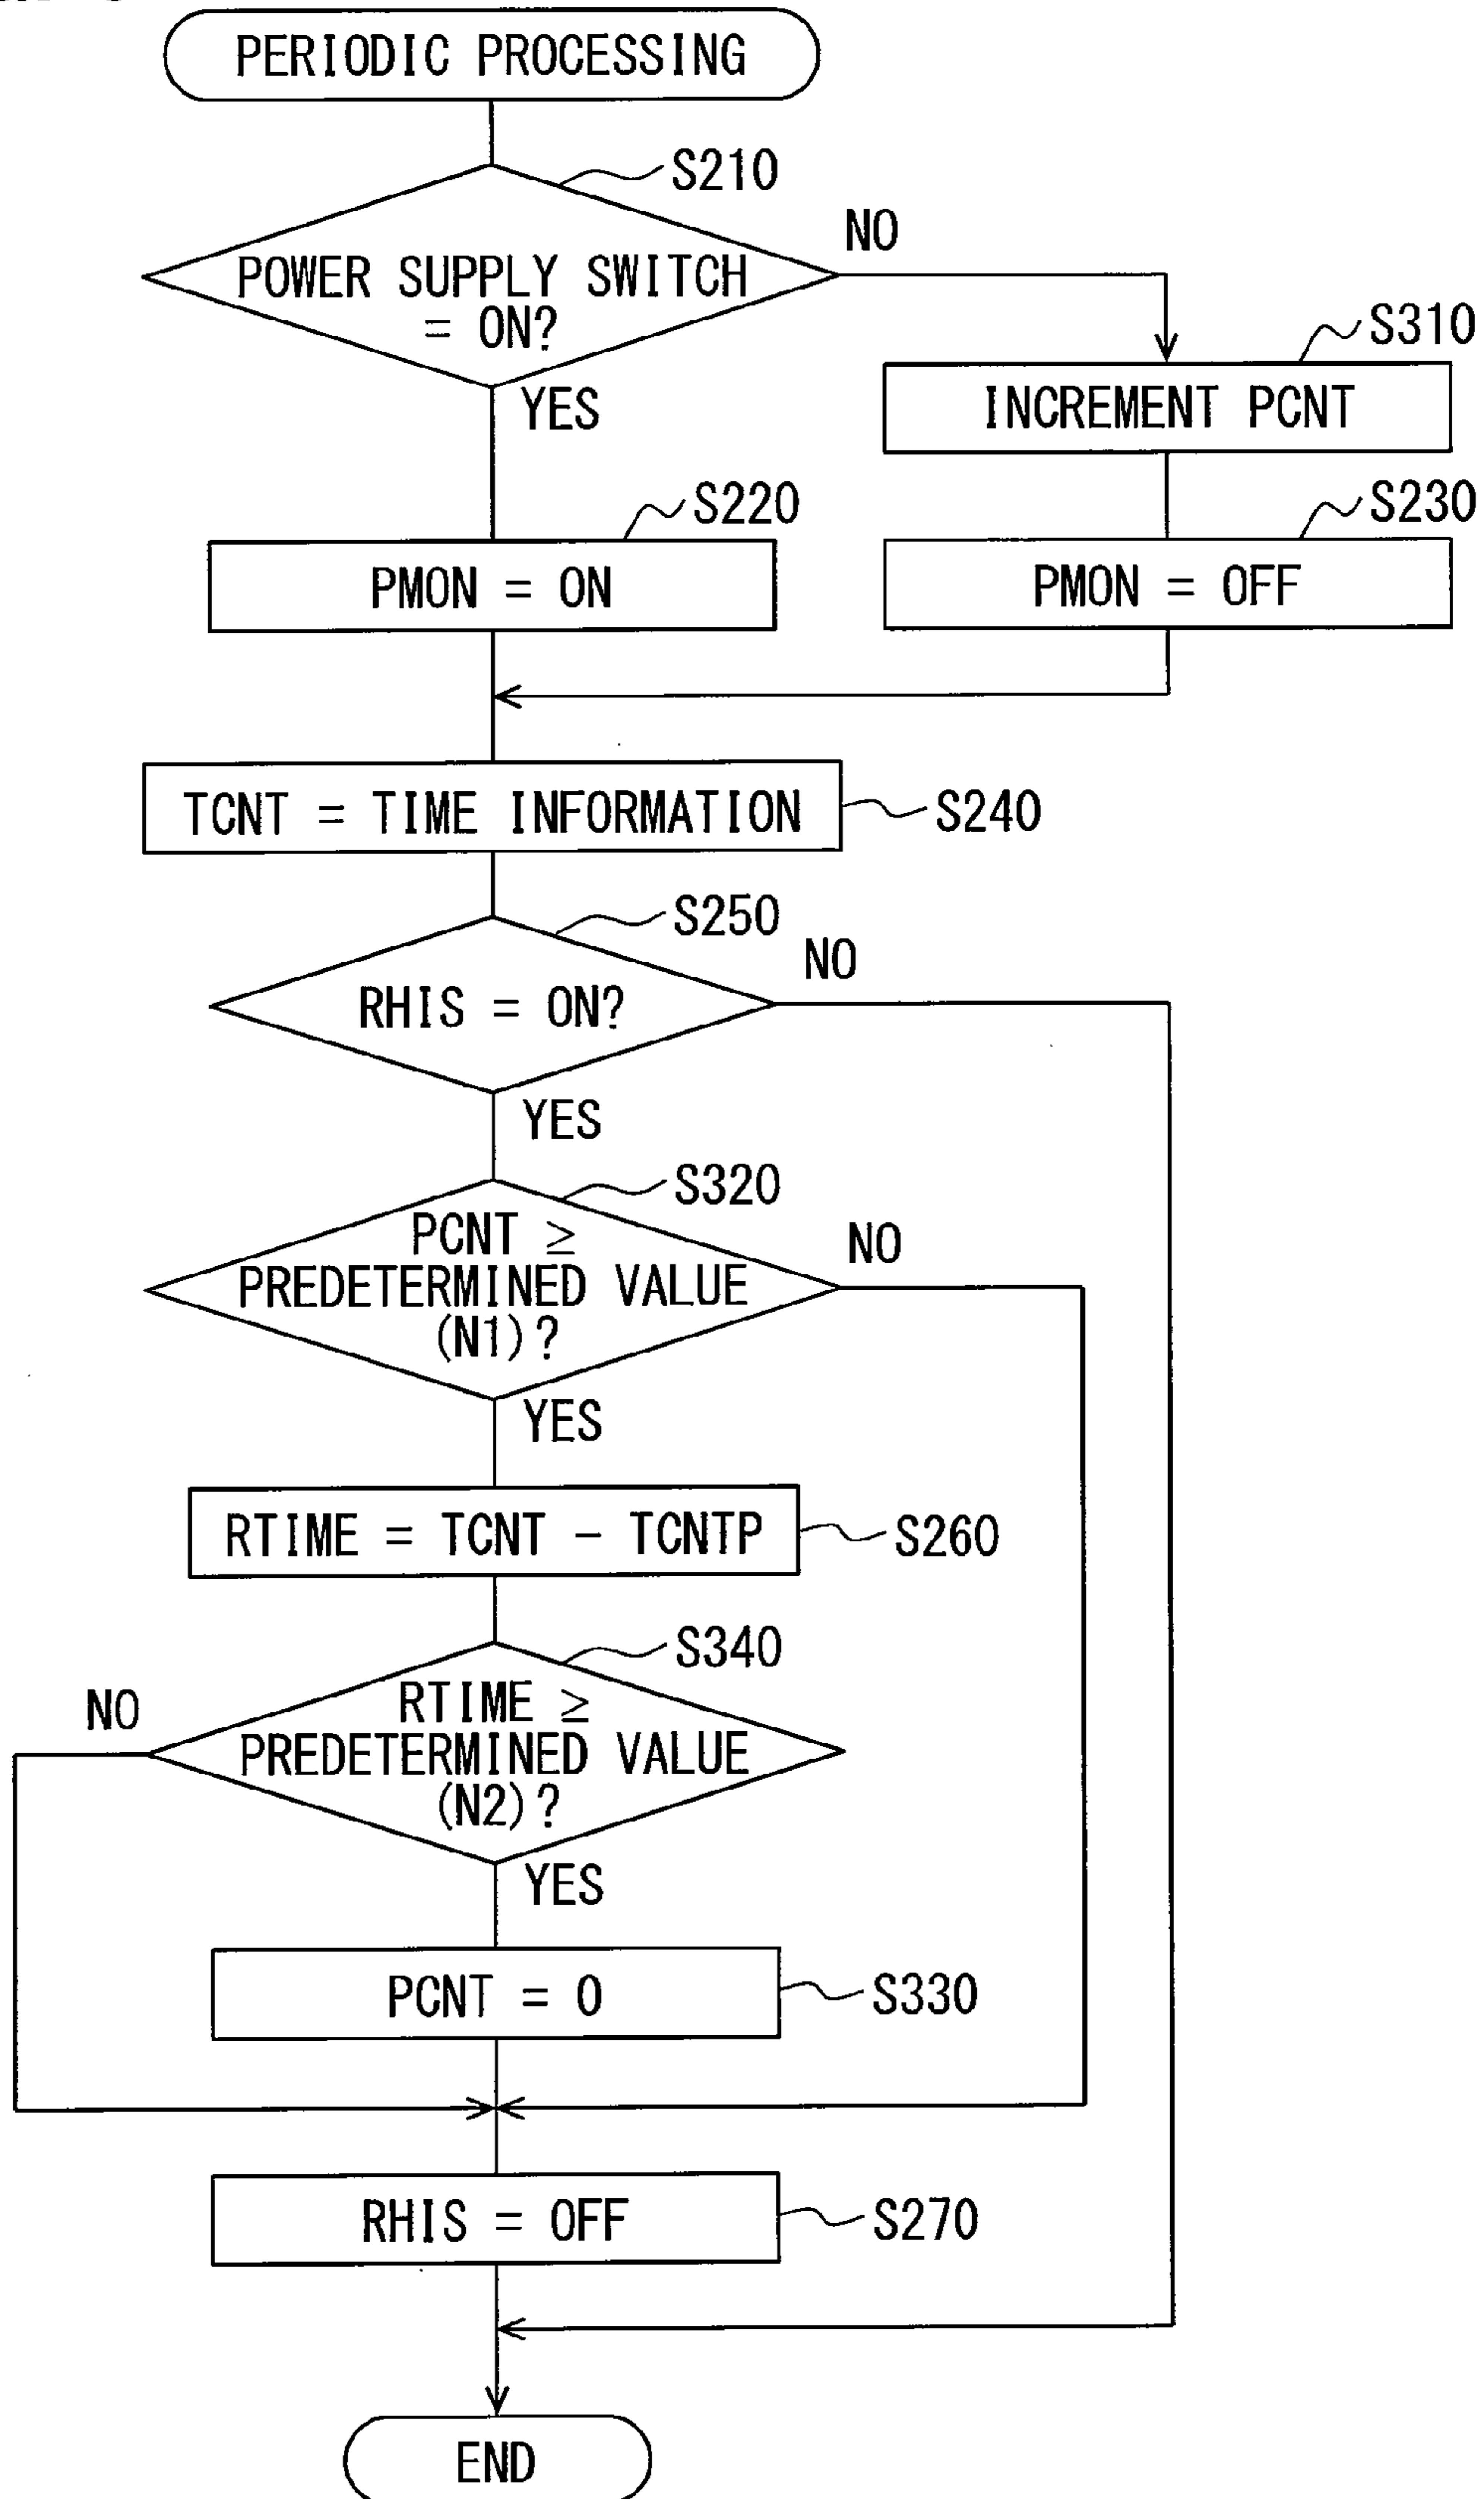 PERIODIC PROCESSING
S210
NO
POWER SUPPLY SWITCH
= ON?
S310
YES
INCREMENT PCNT
S220
S230
PMON = ON
PMON = OFF
TCNT = TIME INFORMATION
S240
S250
NO
RHIS = ON?
YES
S320
PCNT ≥
NO
PREDETERMINED VALUE
(N1)?
YES
RTIME = TCNT - TCNTP
S260
S340
NO
RTIME ≥
PREDETERMINED VALUE
(N2)?
YES
PCNT = 0
S330
RHIS = OFF
S270
END